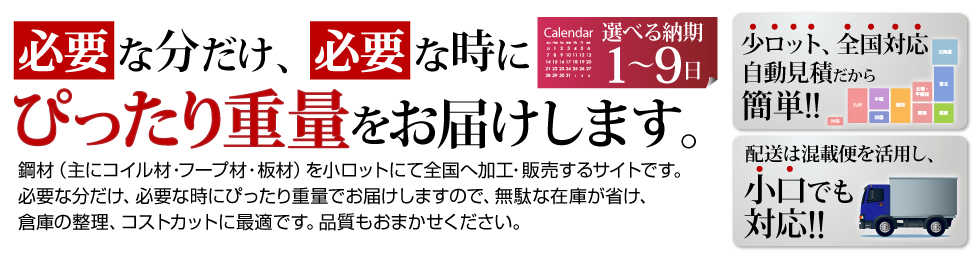 必要な分だけ、必要な時に
Calendar
選べる納期
1〜9日
ぴったり重量をお届けします。
鋼材（主にコイル材・フープ材・板材）を小ロットにて全国へ加工・販売するサイトです。
必要な分だけ、必要な時にぴったり重量でお届けしますので、無駄な在庫が省け、
倉庫の整理、コストカットに最適です。品質もおまかせください。
少ロット、全国対応
自動見積だから
簡単!!
配送は混載便を活用し、
小口でも
対応!!